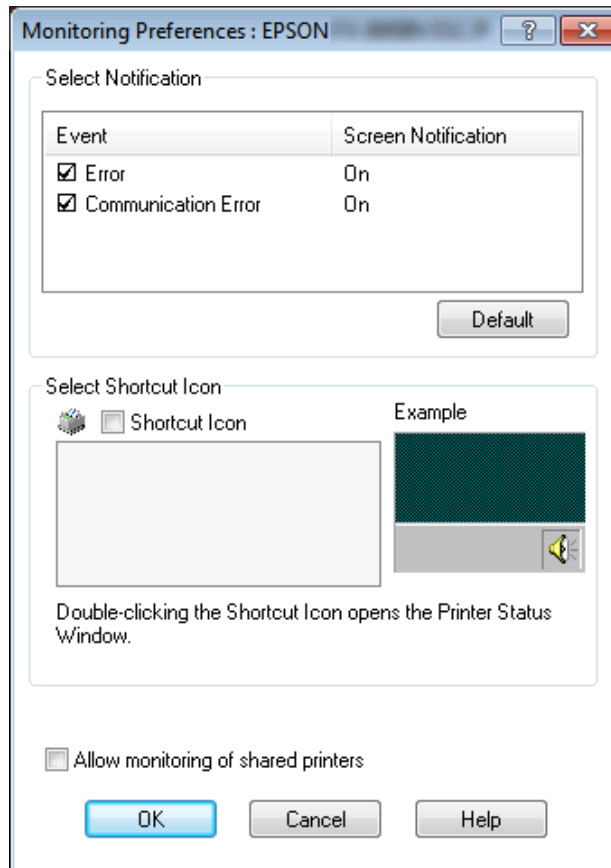 Monitoring Preferences : EPSON
Select Notification
Event Screen Notification
Error On
Communication Error On
Default
Select Shortcut Icon
Shortcut Icon
Example
Double-clicking the Shortcut Icon opens the Printer Status
Window.
Allow monitoring of shared printers
OK Cancel Help